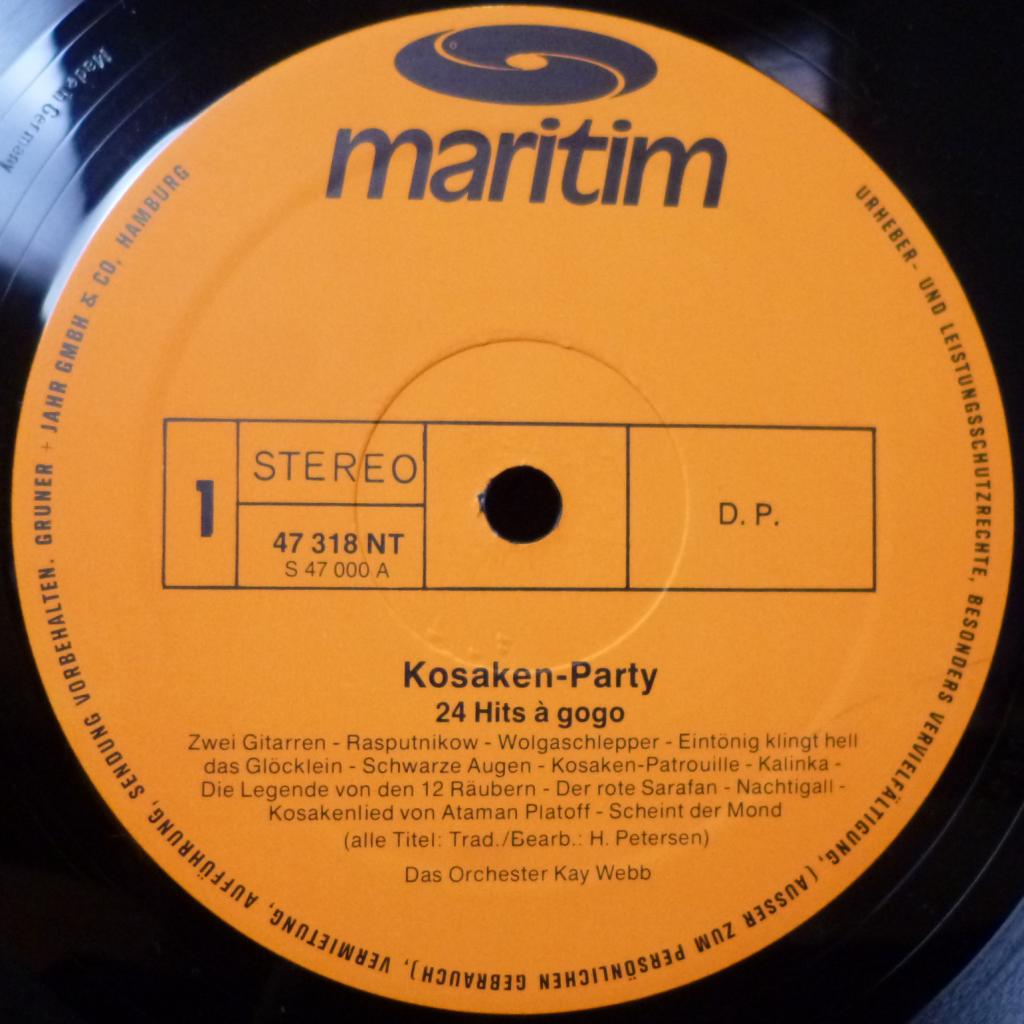 maritim
1
STEREO
47 318 NT
S 47 000 A
D. P.
Kosaken-Party
24 Hits à gogo
Zwei Gitarren - Rasputnikow - Wolgaschlepper - Eintönig klingt hell
das Glöcklein - Schwarze Augen - Kosaken-Patrouille - Kalinka -
Die Legende von den 12 Räubern - Der rote Sarafan - Nachtigall -
Kosakenlied von Ataman Platoff - Scheint der Mond
(alle Titel: Trad./Bearb.: H. Petersen)
Das Orchester Kay Webb
URHEBER- UND LEISTUNGSSCHUTZRECHTE, BESONDERS VERVIELFÄLTIGUNG, (AUSSER ZUM PERSÖNLICHEN GEBRAUCH), VERMIETUNG, AUFFÜHRUNG, SENDUNG VORBEHALTEN. GRUNER + JAHR GMBH & CO, HAMBURG
Made in Germany